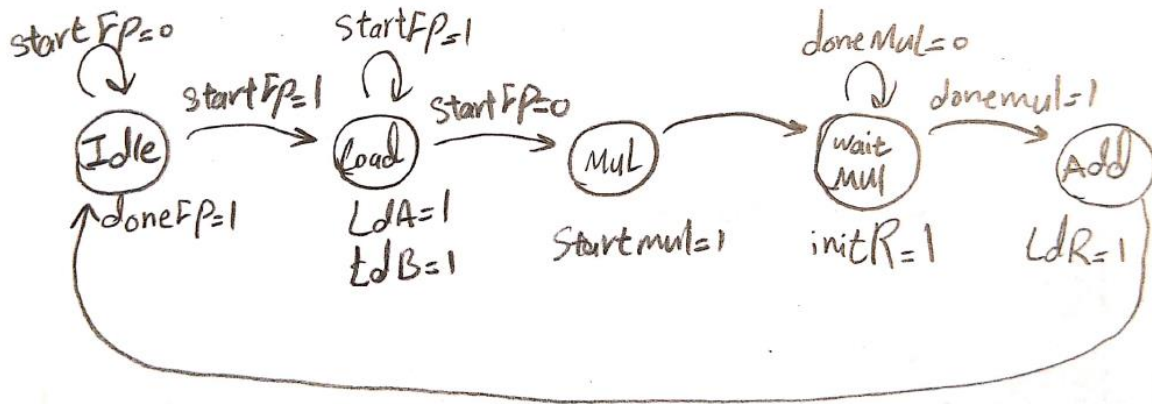 startFP=0
startFP=1
doneMul=0
startFP=1
startFP=0
donemul=1
Idle
Load
MuL
wait
MUl
Add
doneFP=1
LdA=1
LdB=1
Startmul=1
initR=1
LdR=1